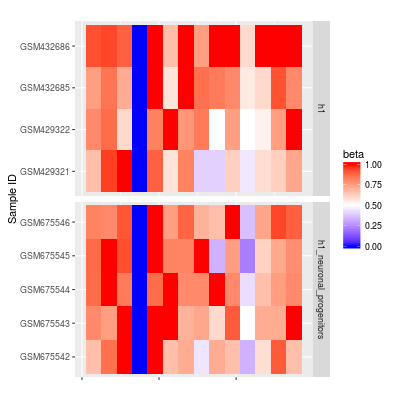 Sample ID
GSM432686
GSM432685
GSM429322
GSM429321
h1
GSM675546
GSM675545
GSM675544
GSM675543
GSM675542
h1_neuronal_progenitors
beta
1.00
0.75
0.50
0.25
0.00